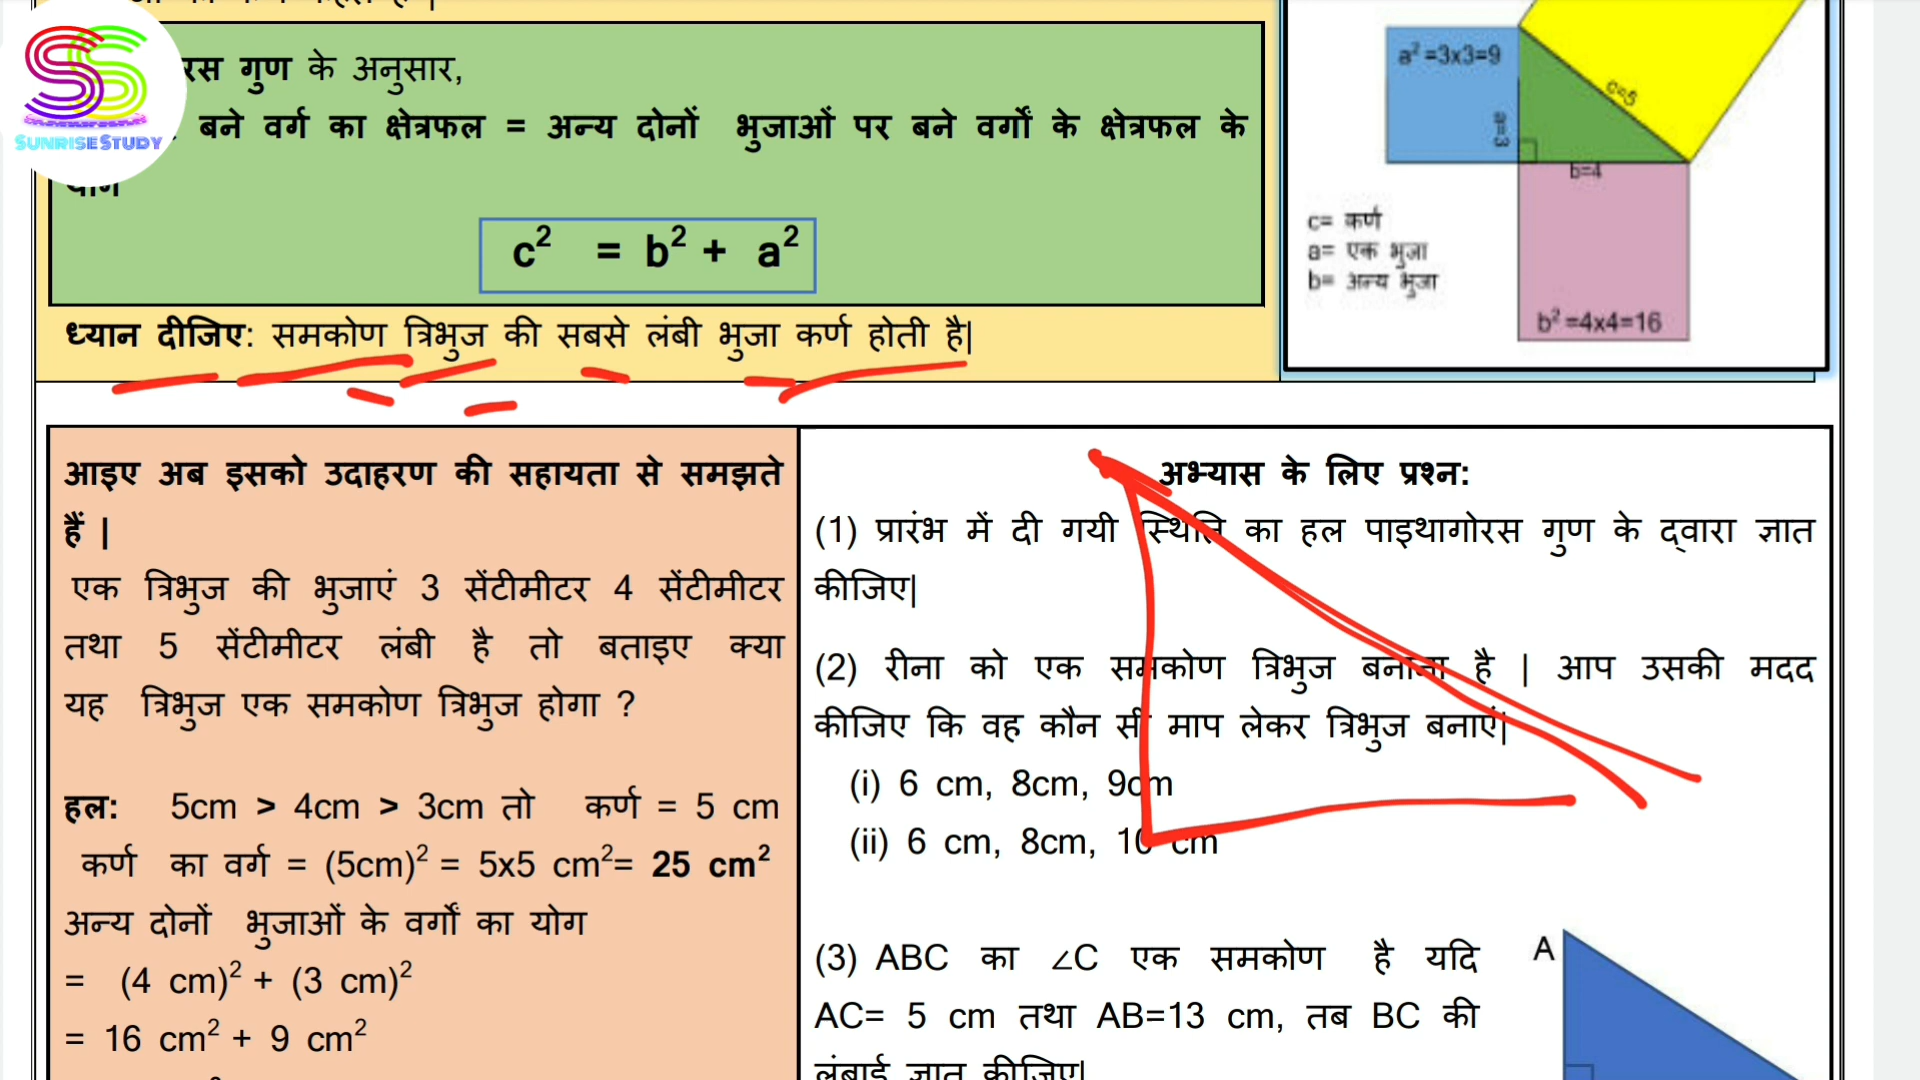 SUNRISESTUDY
गुण के अनुसार,
बने वर्ग का क्षेत्रफल = अन्य दोनों भुजाओं पर बने वर्गों के क्षेत्रफल के
c² = b² + a²
ध्यान दीजिए: समकोण त्रिभुज की सबसे लंबी भुजा कर्ण होती है|
a² =3x3=9
c=5
a=3
b=4
c= कर्ण
a= एक भुजा
b= अन्य भुजा
b² =4x4=16
आइए अब इसको उदाहरण की सहायता से समझते
हैं |
एक त्रिभुज की भुजाएं 3 सेंटीमीटर 4 सेंटीमीटर
तथा 5 सेंटीमीटर लंबी है तो बताइए क्या
यह त्रिभुज एक समकोण त्रिभुज होगा ?
हल: 5cm > 4cm > 3cm तो कर्ण = 5 cm
कर्ण का वर्ग = (5cm)² = 5x5 cm²= 25 cm²
अन्य दोनों भुजाओं के वर्गों का योग
= (4 cm)² + (3 cm)²
= 16 cm² + 9 cm²
अभ्यास के लिए प्रश्न:
(1) प्रारंभ में दी गयी स्थिति का हल पाइथागोरस गुण के द्वारा ज्ञात
कीजिए|
(2) रीना को एक समकोण त्रिभुज बनाना है | आप उसकी मदद
कीजिए कि वह कौन सी माप लेकर त्रिभुज बनाएं|
(i) 6 cm, 8cm, 9cm
(ii) 6 cm, 8cm, 10 cm
(3) ABC का ∠C एक समकोण है यदि
AC= 5 cm तथा AB=13 cm, तब BC की
लंबाई ज्ञात कीजिए|
A